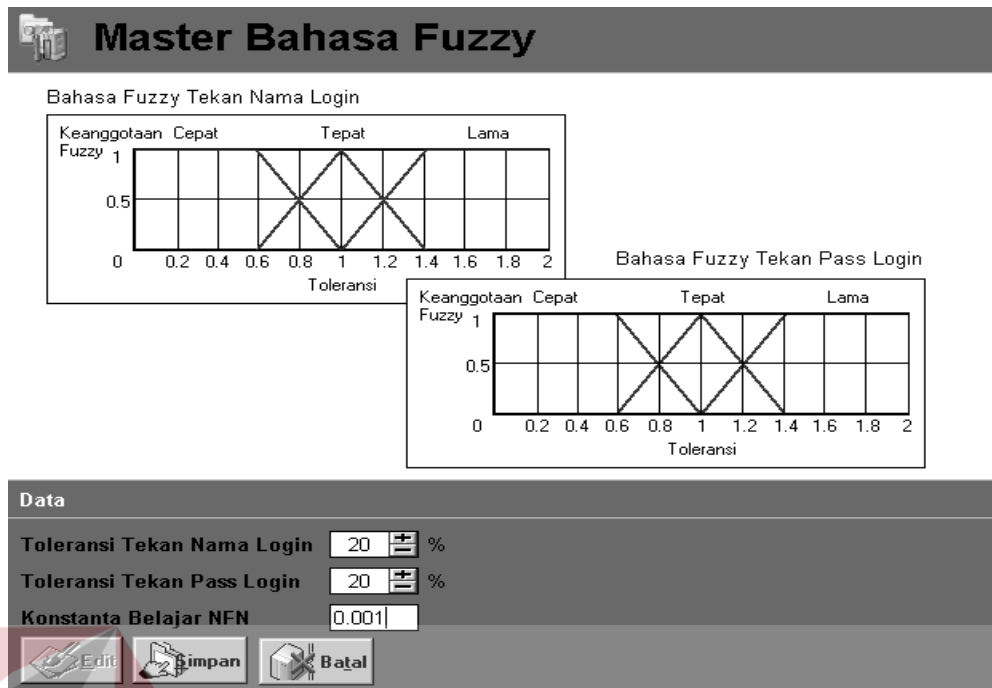 Master Bahasa Fuzzy
Bahasa Fuzzy Tekan Nama Login
Keanggotaan Cepat Tepat Lama
Fuzzy 1
0.5
0 0.2 0.4 0.6 0.8 1 1.2 1.4 1.6 1.8 2
Toleransi
Bahasa Fuzzy Tekan Pass Login
Keanggotaan Cepat Tepat Lama
Fuzzy 1
0.5
0 0.2 0.4 0.6 0.8 1 1.2 1.4 1.6 1.8 2
Toleransi
Data
Toleransi Tekan Nama Login 20 %
Toleransi Tekan Pass Login 20 %
Konstanta Belajar NFN 0.001
Edit Simpan Batal